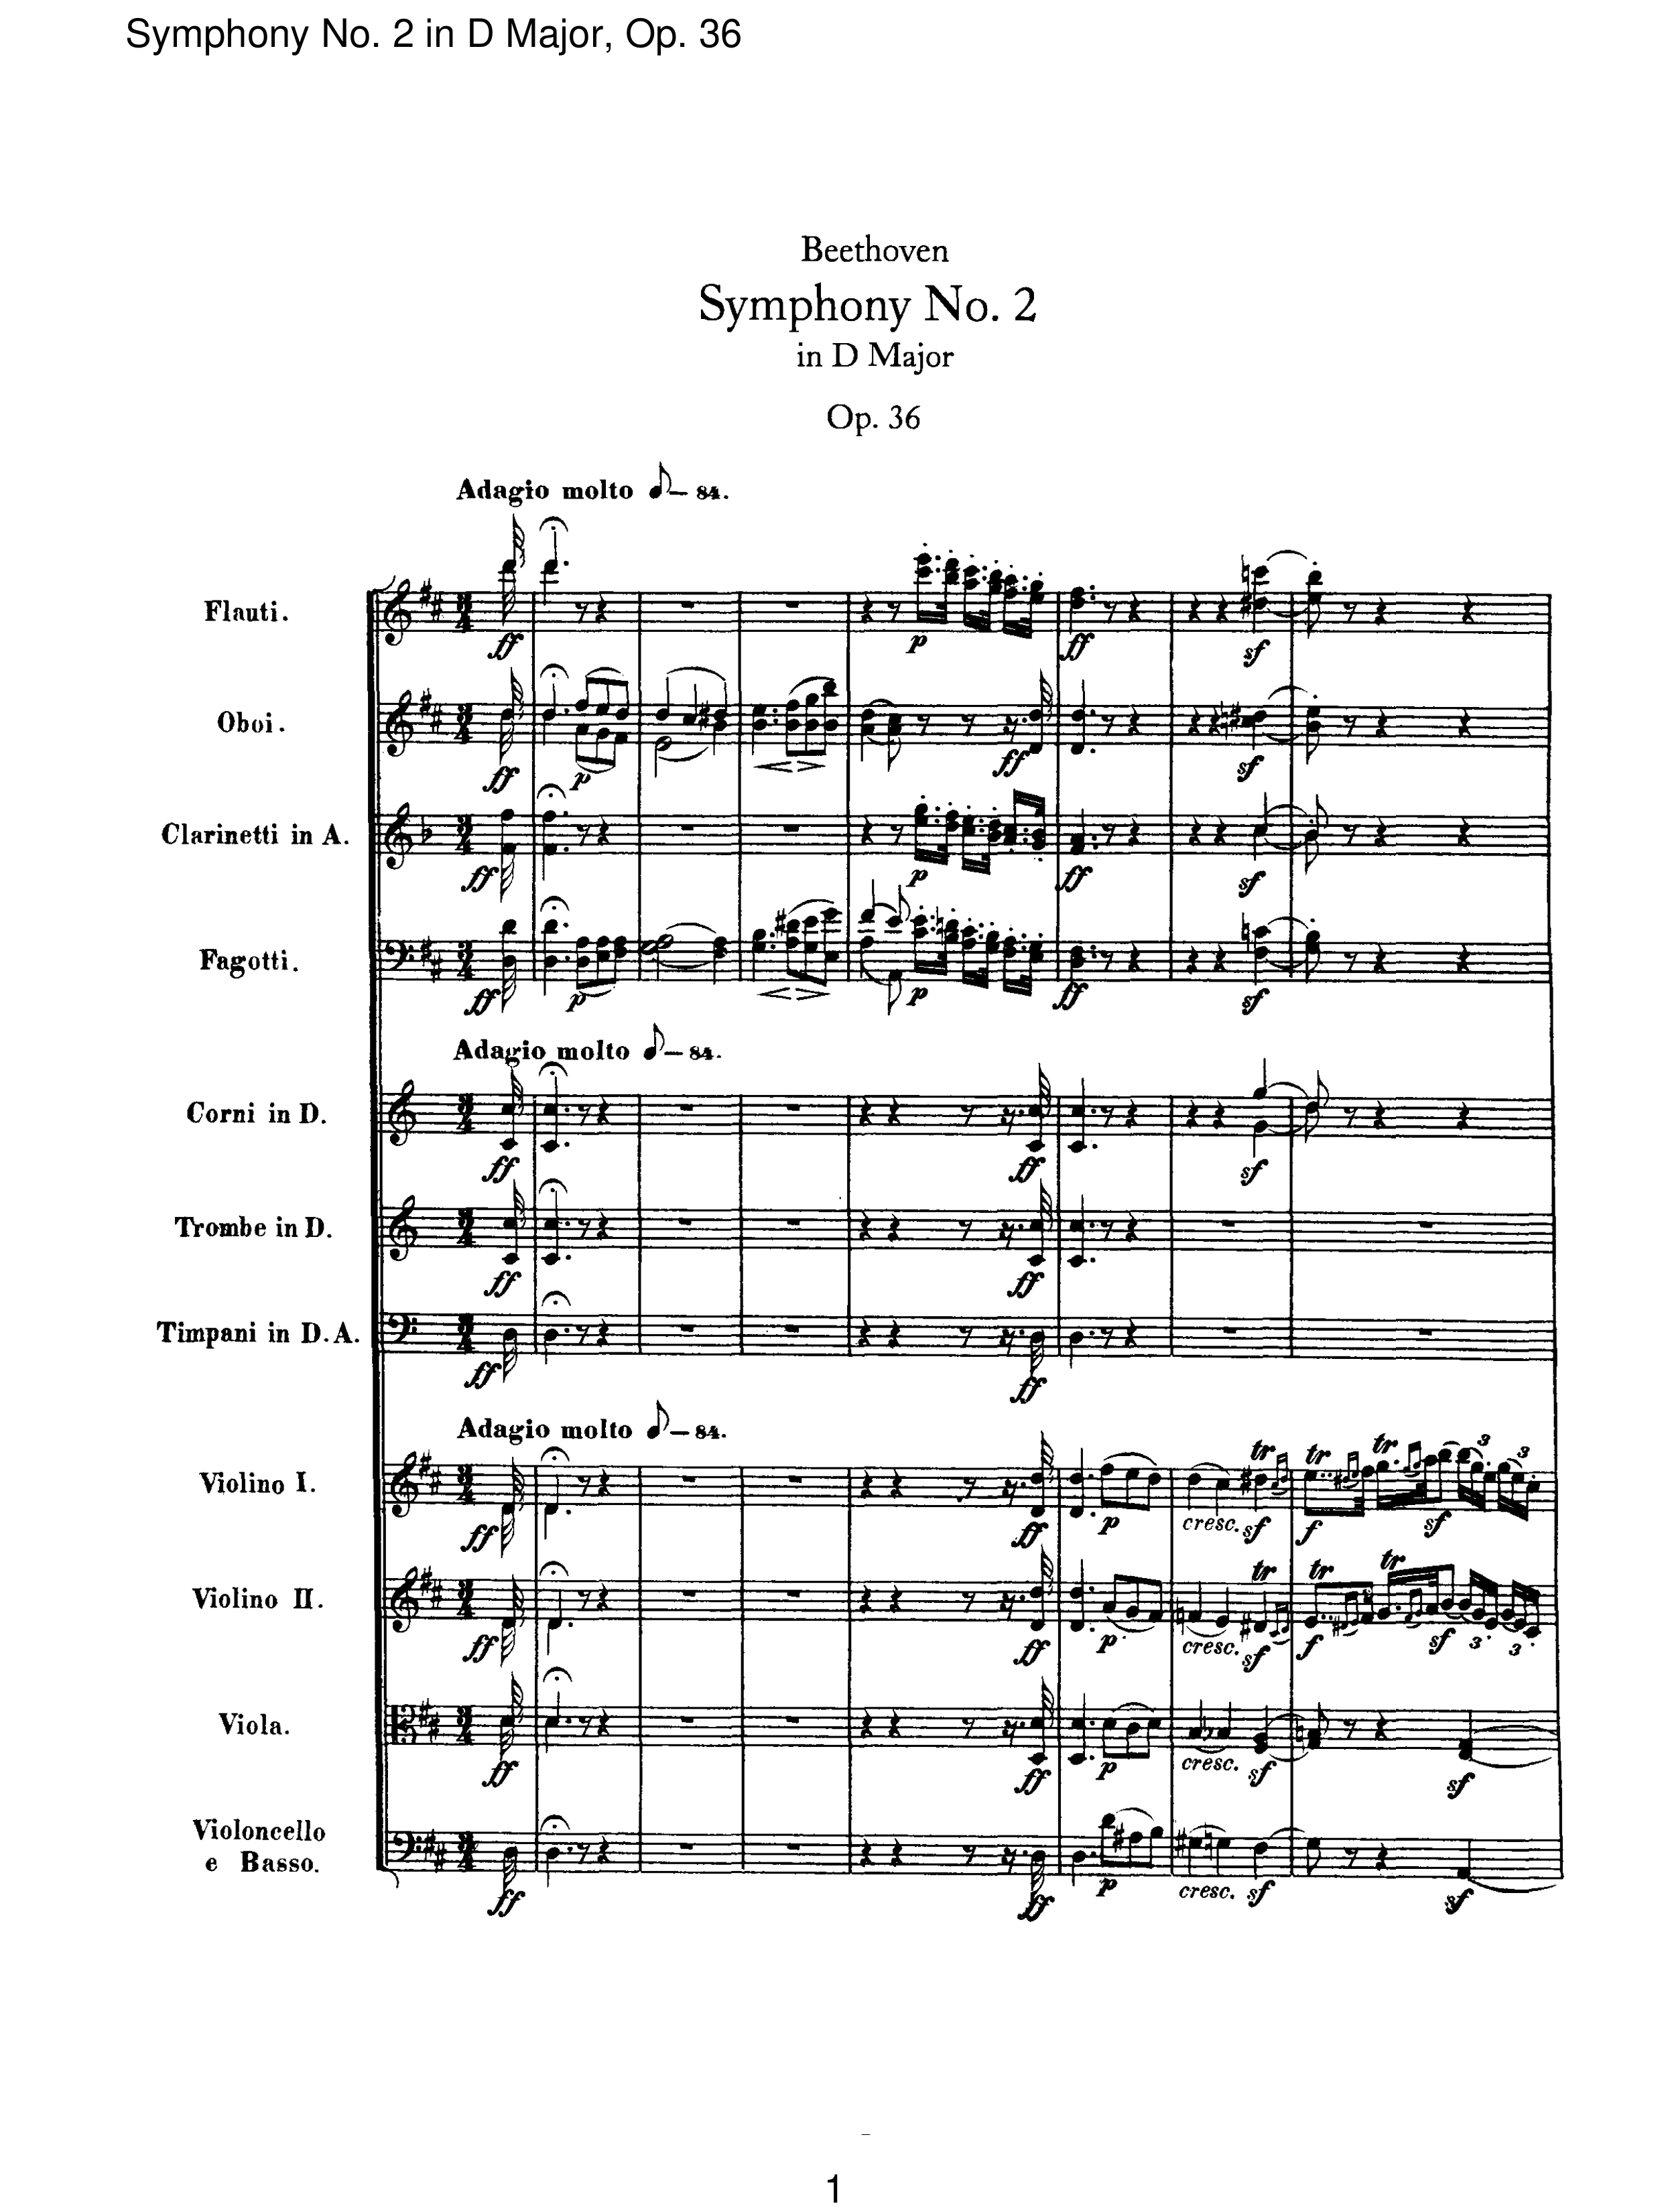 Symphony No. 2 in D Major, Op. 36
Beethoven
Symphony No. 2
in D Major
Op. 36
Adagio molto ♪ – 84.
Flauti.
ff
p
ff
sf
Oboi.
ff
p
ff
sf
Clarinetti in A.
ff
p
ff
sf
Fagotti.
ff
p
p
ff
sf
Adagio molto ♪ – 84.
Corni in D.
ff
ff
sf
Trombe in D.
ff
ff
Timpani in D.A.
ff
ff
Adagio molto ♪ – 84.
Violino I.
tr tr tr 3 3
ff
ff
p
cresc. sf
f
sf
Violino II.
tr tr tr
ff
ff
p
cresc. sf
f
sf 3 3
Viola.
ff
ff
p
cresc. sf
sf
Violoncello
e Basso.
ff
ff
p
cresc. sf
sf
1